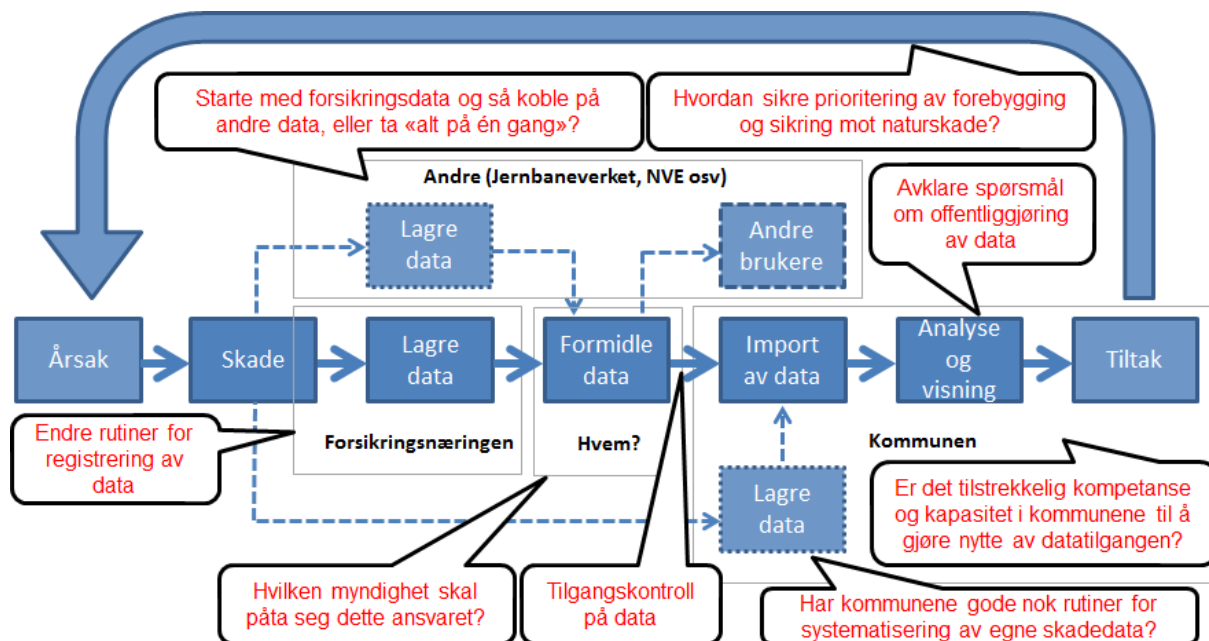 Starte med forsikringsdata og så koble på
andre data, eller ta «alt på én gang»?
Hvordan sikre prioritering av forebygging
og sikring mot naturskade?
Andre (Jernbaneverket, NVE osv)
Avklare spørsmål
om offentliggjøring
av data
Lagre
data
Andre
brukere
Årsak
Skade
Lagre
data
Formidle
data
Import
av data
Analyse
og
visning
Tiltak
Endre rutiner for
registrering av
data
Forsikringsnæringen
Hvem?
Kommunen
Lagre
data
Er det tilstrekkelig kompetanse
og kapasitet i kommunene til å
gjøre nytte av datatilgangen?
Hvilken myndighet skal
påta seg dette ansvaret?
Tilgangskontroll
på data
Har kommunene gode nok rutiner for
systematisering av egne skadedata?